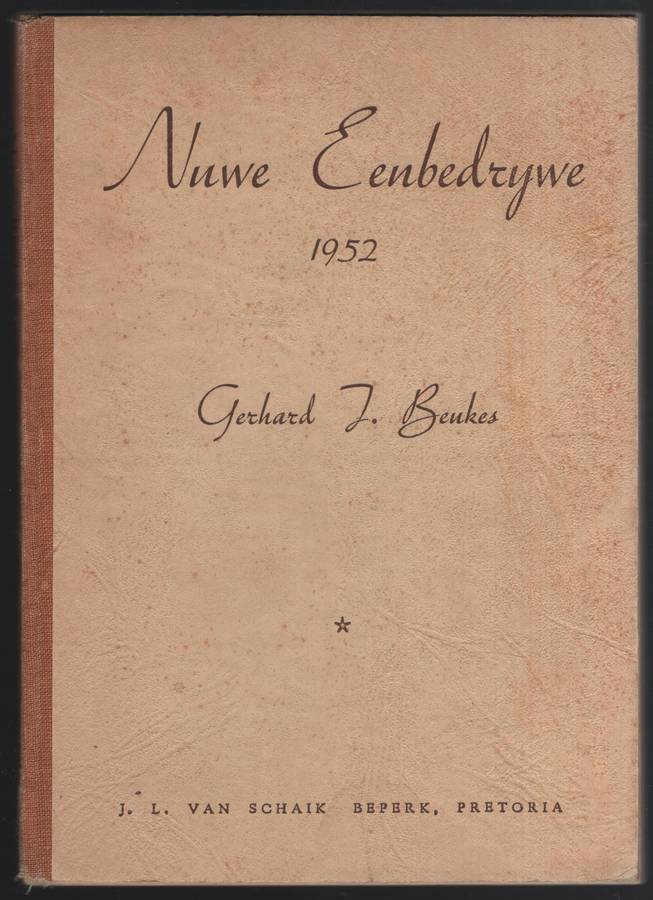 Nuwe Eenbedrywe
1952
Gerhard J. Beukes
J. L. VAN SCHAIK BEPERK, PRETORIA